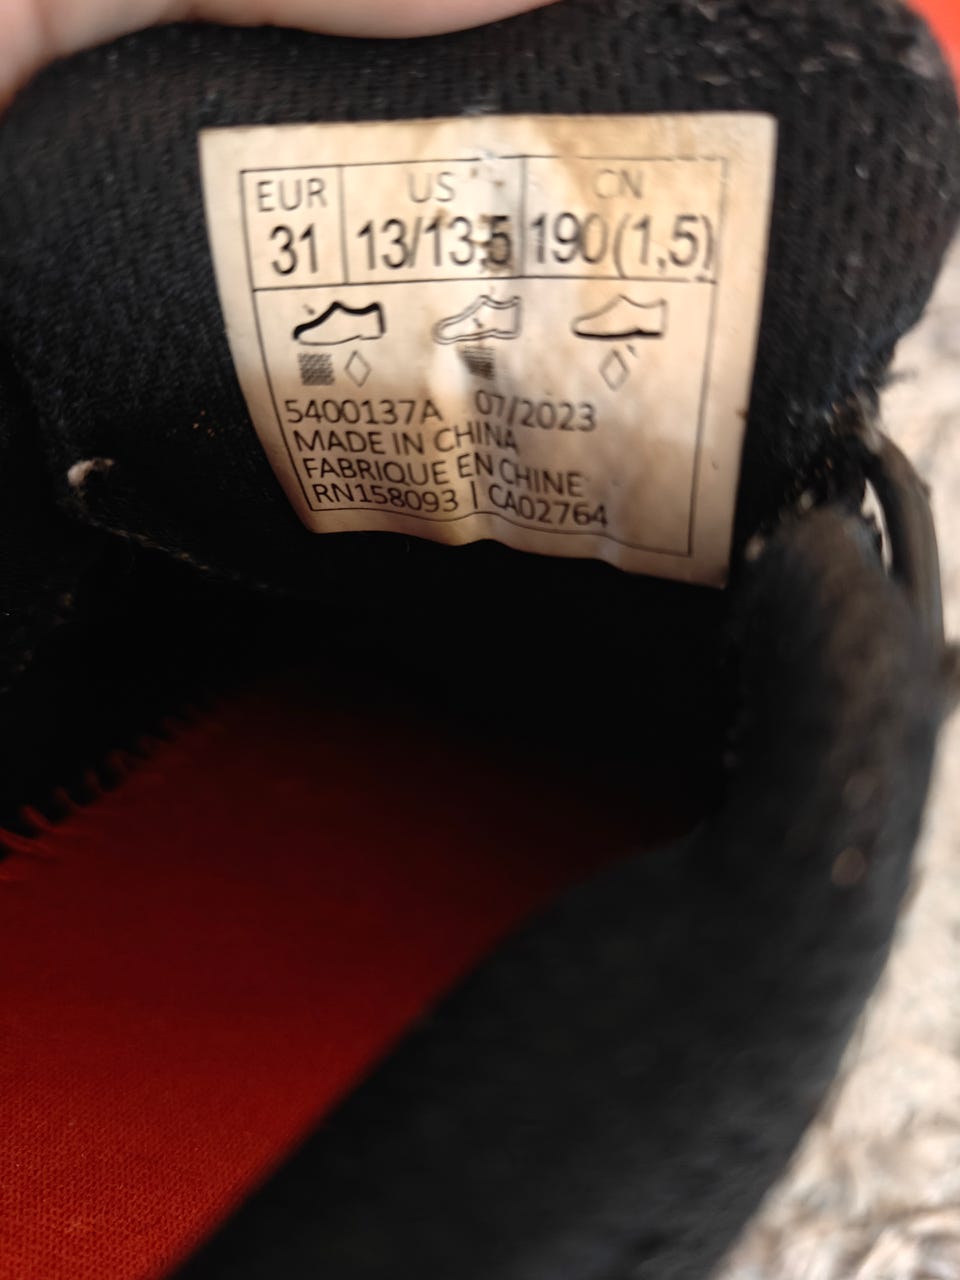 EUR US CN
31 13/13,5 190(1,5)
5400137A 07/2023
MADE IN CHINA
FABRIQUE EN CHINE
RN158093 | CA02764